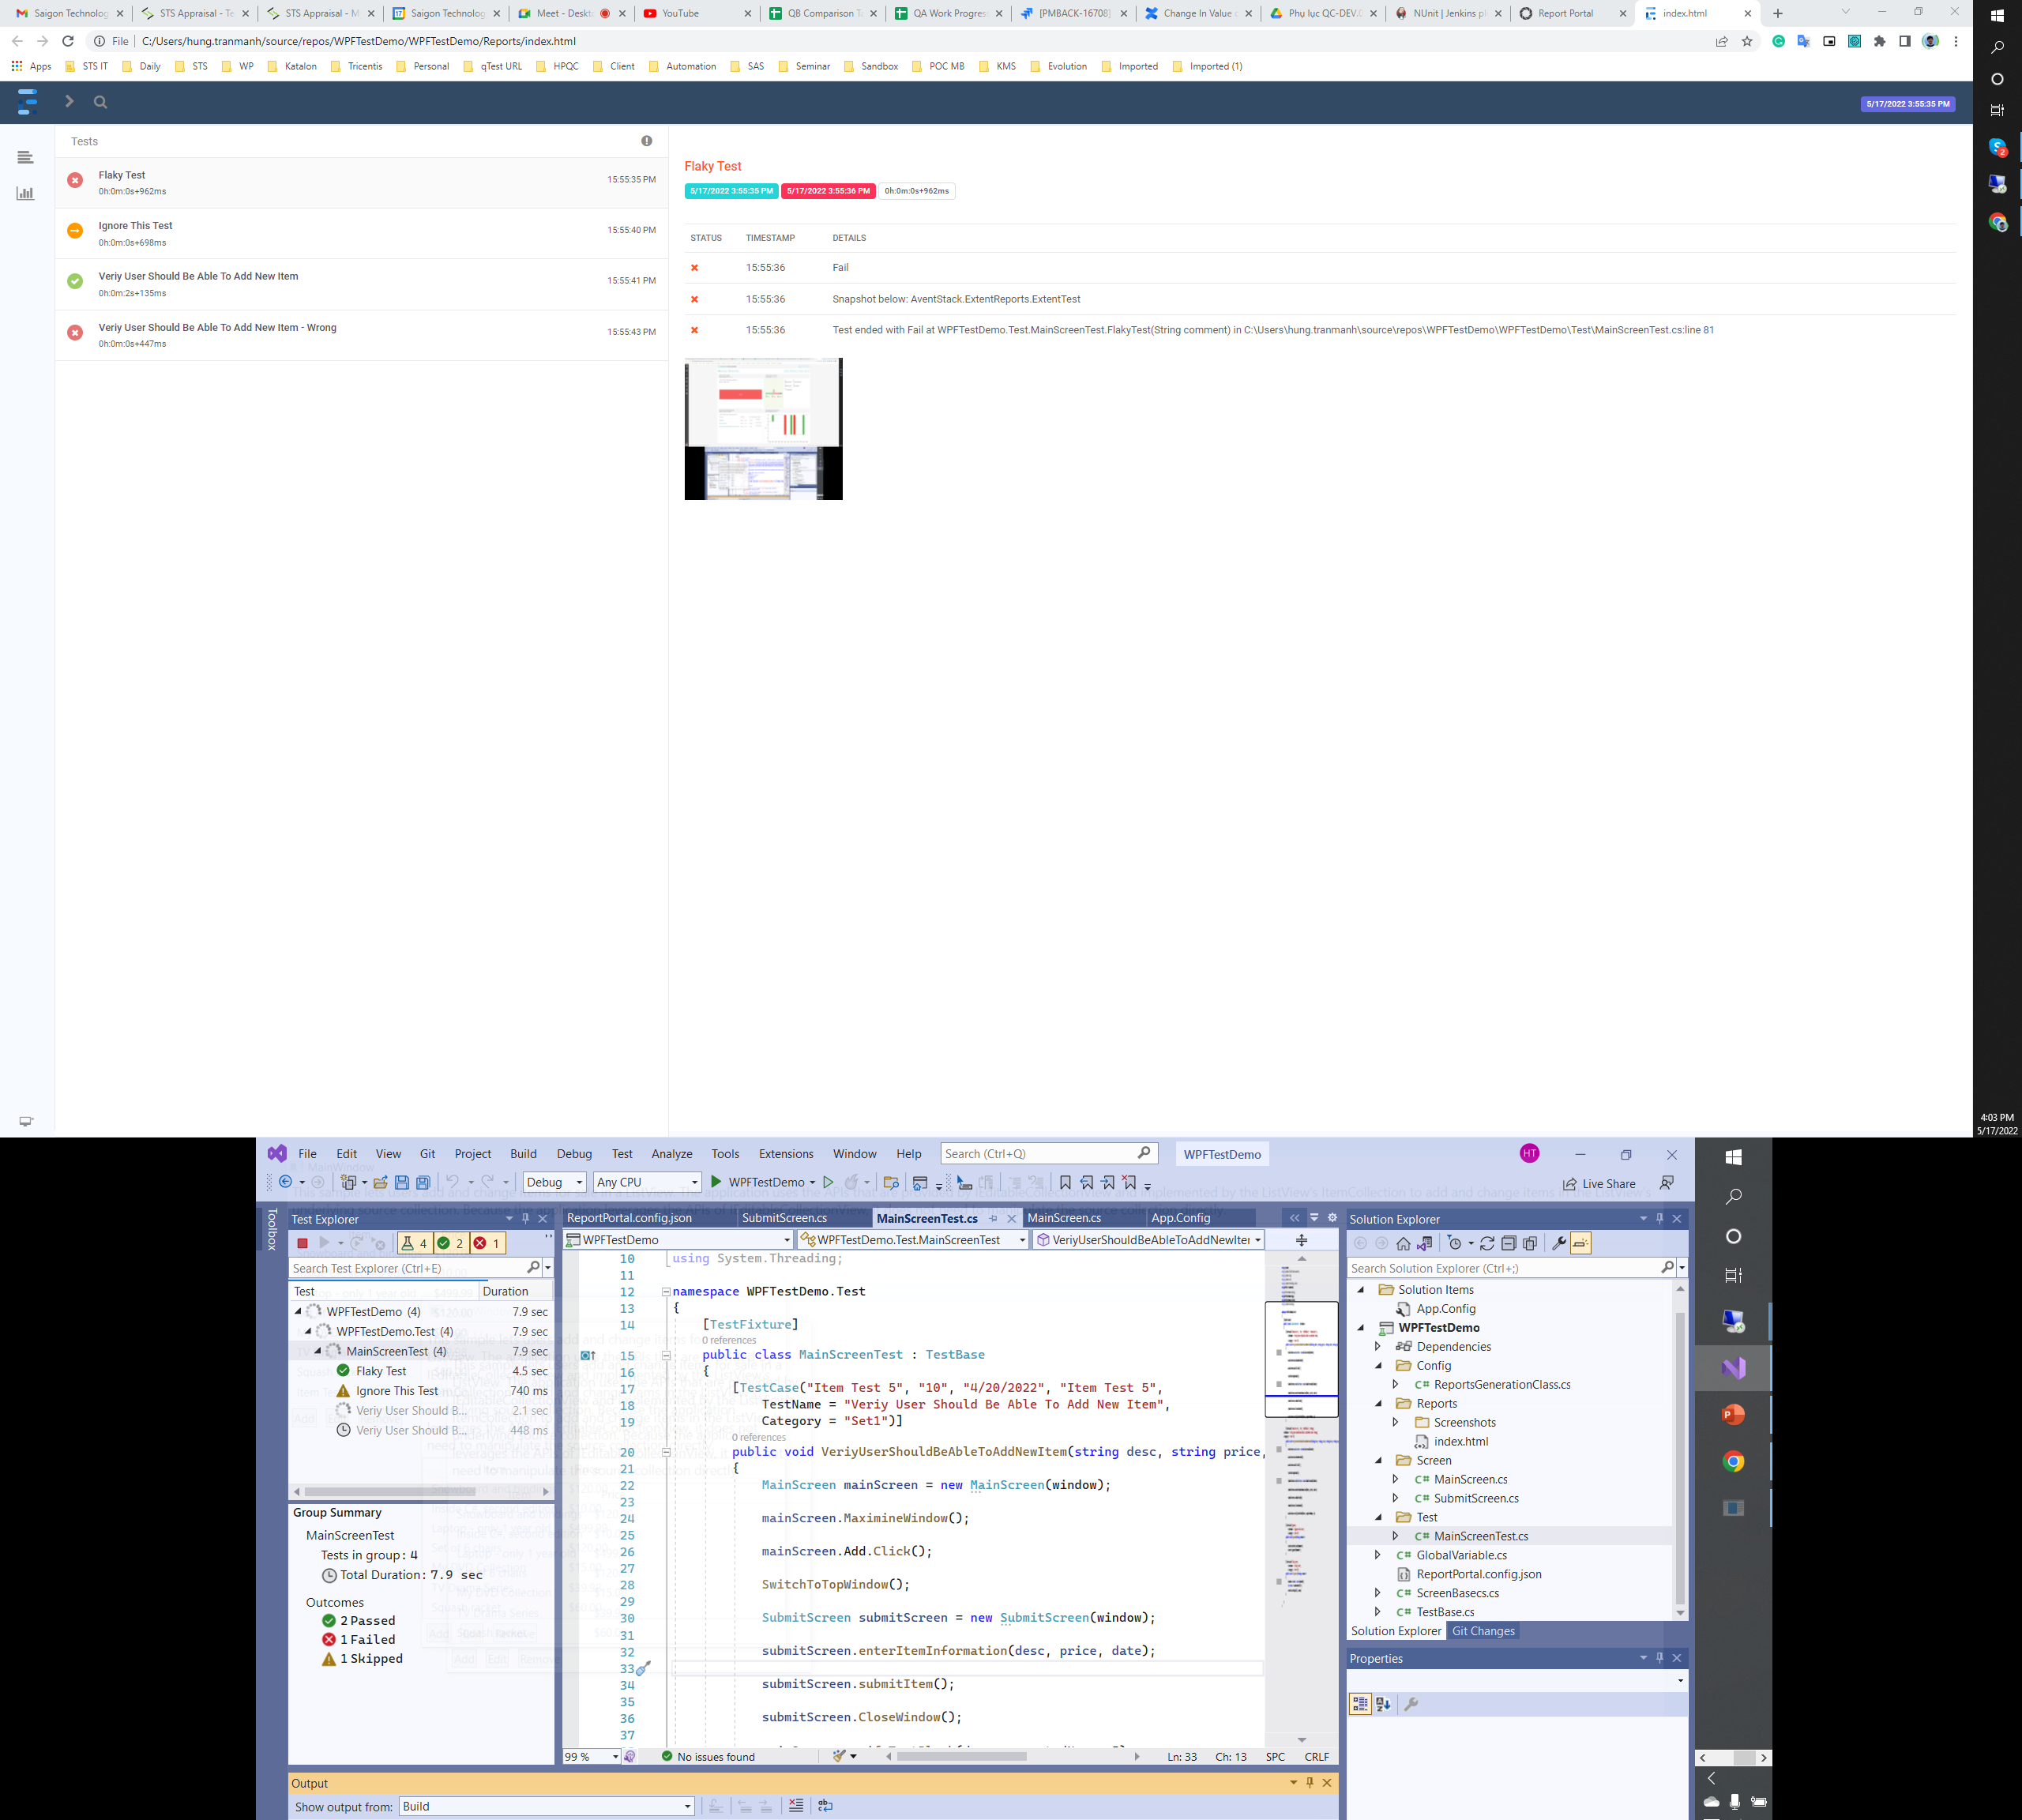 Saigon Technolog
STS Appraisal - Te
STS Appraisal - M
Saigon Technolog
Meet - Deskto
YouTube
QB Comparison T
QA Work Progres
[PMBACK-16708]
Change In Value
Phụ lục QC-DEV.
NUnit | Jenkins pl
Report Portal
index.html
File
C:/Users/hung.tranmanh/source/repos/WPFTestDemo/WPFTestDemo/Reports/index.html
Apps STS IT Daily STS WP Katalon Tricentis Personal qTest URL HPQC Client Automation SAS Seminar Sandbox POC MB KMS Evolution Imported Imported (1)
5/17/2022 3:55:35 PM
Tests
Flaky Test
0h:0m:0s+962ms
15:55:35 PM
Ignore This Test
0h:0m:0s+698ms
15:55:40 PM
Veriy User Should Be Able To Add New Item
0h:0m:2s+135ms
15:55:41 PM
Veriy User Should Be Able To Add New Item - Wrong
0h:0m:0s+447ms
15:55:43 PM
Flaky Test
5/17/2022 3:55:35 PM 5/17/2022 3:55:36 PM 0h:0m:0s+962ms
STATUS TIMESTAMP DETAILS
15:55:36 Fail
15:55:36 Snapshot below: AventStack.ExtentReports.ExtentTest
15:55:36 Test ended with Fail at WPFTestDemo.Test.MainScreenTest.FlakyTest(String comment) in C:\Users\hung.tranmanh\source\repos\WPFTestDemo\WPFTestDemo\Test\MainScreenTest.cs:line 81
4:03 PM
5/17/2022
File Edit View Git Project Build Debug Test Analyze Tools Extensions Window Help
Search (Ctrl+Q)
WPFTestDemo
HT
Debug
Any CPU
WPFTestDemo
Live Share
Toolbox
Test Explorer
4 2 1
Search Test Explorer (Ctrl+E)
Test Duration
WPFTestDemo (4) 7.9 sec
WPFTestDemo.Test (4) 7.9 sec
MainScreenTest (4) 7.9 sec
Flaky Test 4.5 sec
Ignore This Test 740 ms
Veriy User Should B... 2.1 sec
Veriy User Should B... 448 ms
Group Summary
MainScreenTest
Tests in group: 4
Total Duration: 7.9 sec
Outcomes
2 Passed
1 Failed
1 Skipped
ReportPortal.config.json
SubmitScreen.cs
MainScreenTest.cs
MainScreen.cs
App.Config
WPFTestDemo
WPFTestDemo.Test.MainScreenTest
VeriyUserShouldBeAbleToAddNewIter
10 using System.Threading;
11
12 namespace WPFTestDemo.Test
13 {
14 [TestFixture]
0 references
15 public class MainScreenTest : TestBase
16 {
17 [TestCase("Item Test 5", "10", "4/20/2022", "Item Test 5",
18 TestName = "Veriy User Should Be Able To Add New Item",
19 Category = "Set1")]
0 references
20 public void VeriyUserShouldBeAbleToAddNewItem(string desc, string price,
21 {
22 MainScreen mainScreen = new MainScreen(window);
23
24 mainScreen.MaximineWindow();
25
26 mainScreen.Add.Click();
27
28 SwitchToTopWindow();
29
30 SubmitScreen submitScreen = new SubmitScreen(window);
31
32 submitScreen.enterItemInformation(desc, price, date);
33
34 submitScreen.submitItem();
35
36 submitScreen.CloseWindow();
37
99 %
No issues found
Ln: 33 Ch: 13 SPC CRLF
Output
Show output from: Build
Solution Explorer
Search Solution Explorer (Ctrl+;)
Solution Items
App.Config
WPFTestDemo
Dependencies
Config
C# ReportsGenerationClass.cs
Reports
Screenshots
index.html
Screen
C# MainScreen.cs
C# SubmitScreen.cs
Test
C# MainScreenTest.cs
C# GlobalVariable.cs
ReportPortal.config.json
C# ScreenBasecs.cs
C# TestBase.cs
Solution Explorer Git Changes
Properties